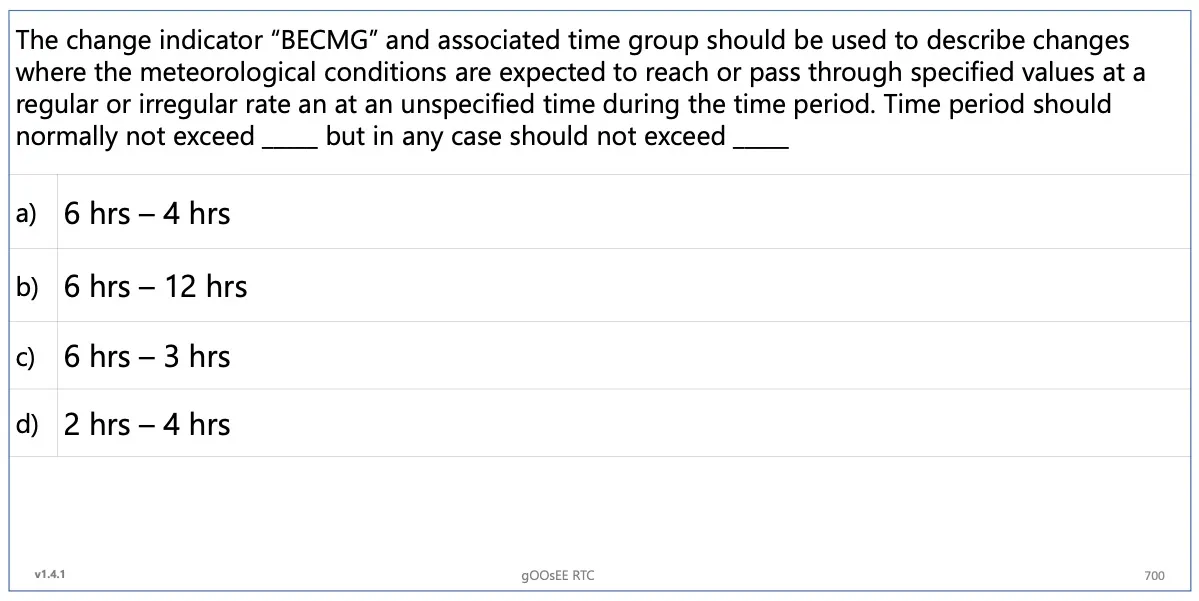 The change indicator “BECMG” and associated time group should be used to describe changes
where the meteorological conditions are expected to reach or pass through specified values at a
regular or irregular rate an at an unspecified time during the time period. Time period should
normally not exceed _____ but in any case should not exceed _____
a) 6 hrs – 4 hrs
b) 6 hrs – 12 hrs
c) 6 hrs – 3 hrs
d) 2 hrs – 4 hrs
v1.4.1 gOOsEE RTC 700